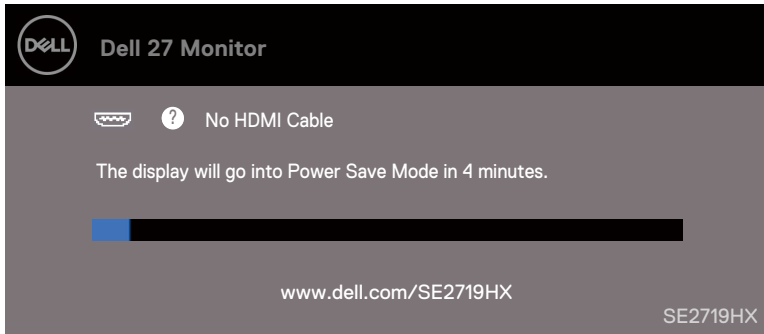 DELL
Dell 27 Monitor
? No HDMI Cable
The display will go into Power Save Mode in 4 minutes.
www.dell.com/SE2719HX
SE2719HX